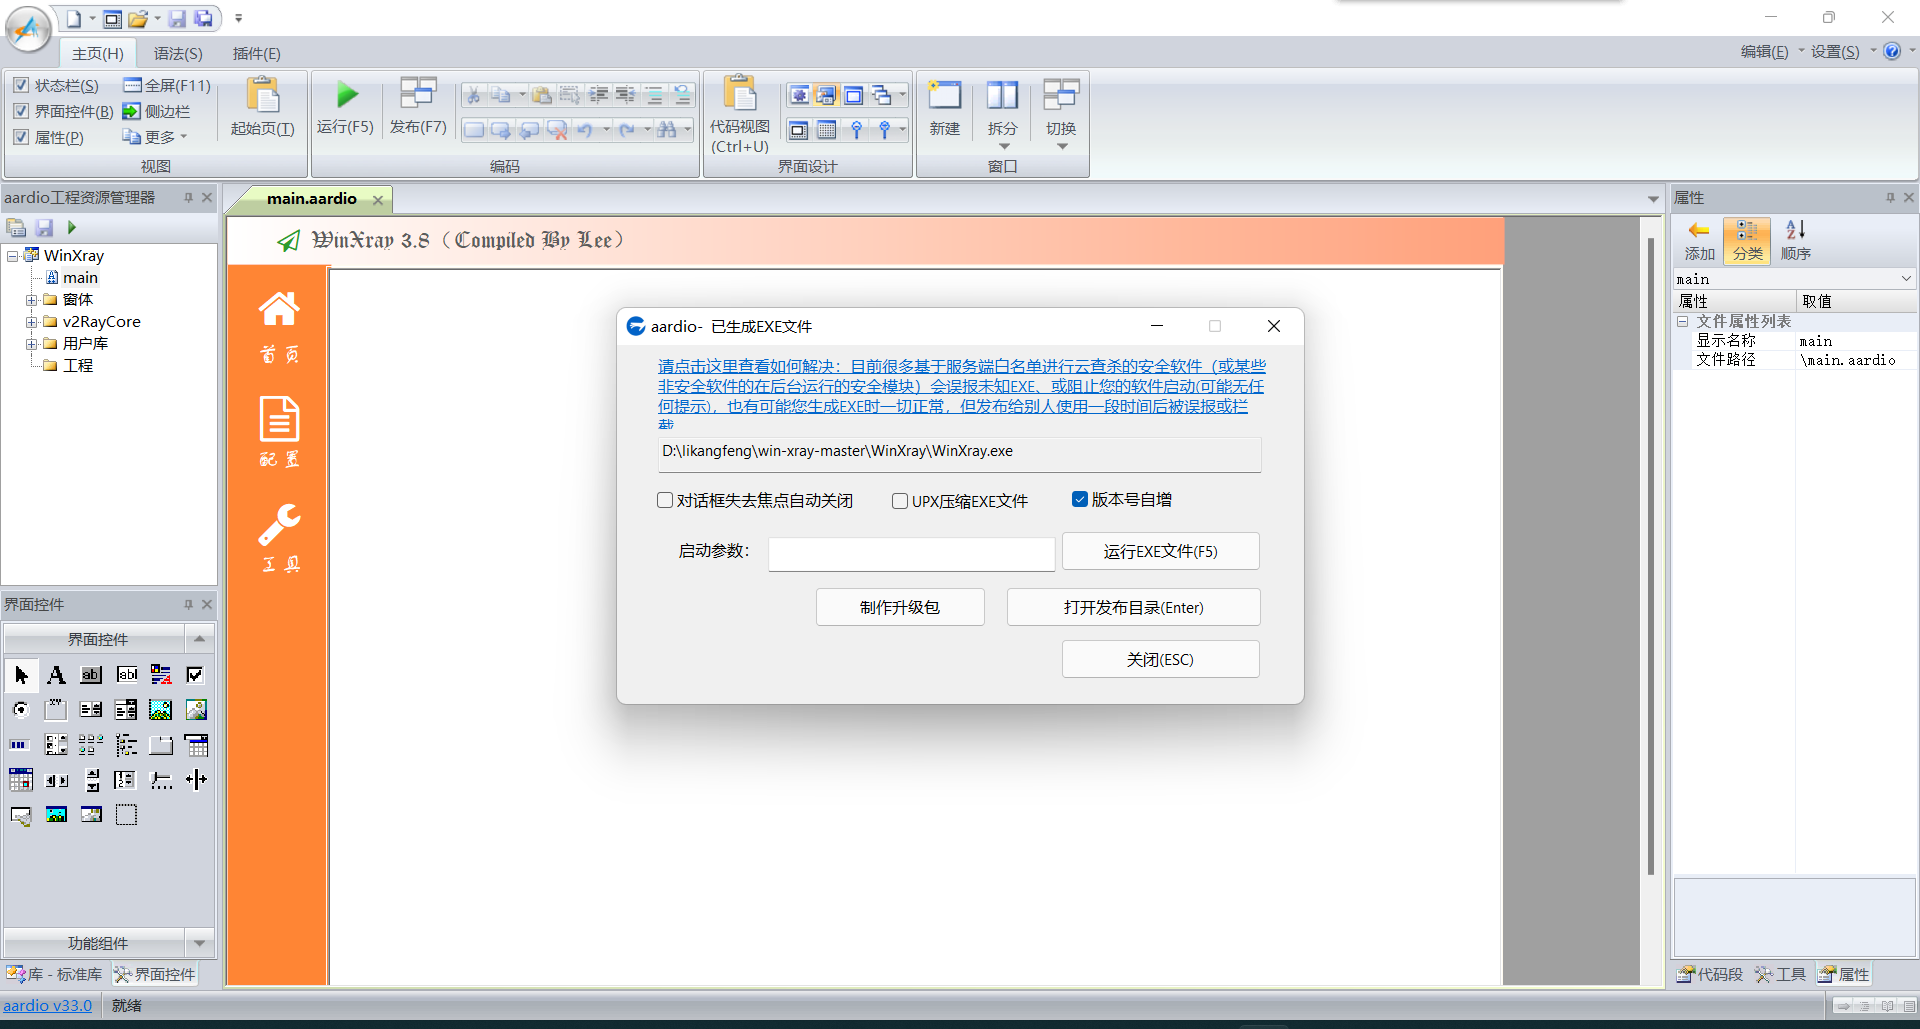 主页(H)
语法(S)
插件(E)
编辑(E)
设置(S)
状态栏(S)
全屏(F11)
界面控件(B)
侧边栏
属性(P)
更多
起始页(T)
视图
运行(F5)
发布(F7)
编码
代码视图
(Ctrl+U)
界面设计
新建
拆分
切换
窗口
aardio工程资源管理器
WinXray
main
窗体
v2RayCore
用户库
工程
界面控件
界面控件
功能组件
库 - 标准库
界面控件
aardio v33.0
就绪
main.aardio
WinXray 3.8（Compiled By Lee）
首页
配置
工具
aardio- 已生成EXE文件
请点击这里查看如何解决：目前很多基于服务端白名单进行云查杀的安全软件（或某些
非安全软件的在后台运行的安全模块）会误报未知EXE、或阻止您的软件启动(可能无任
何提示)，也有可能您生成EXE时一切正常，但发布给别人使用一段时间后被误报或拦
截
D:\likangfeng\win-xray-master\WinXray\WinXray.exe
对话框失去焦点自动关闭
UPX压缩EXE文件
版本号自增
启动参数：
运行EXE文件(F5)
制作升级包
打开发布目录(Enter)
关闭(ESC)
属性
添加
分类
顺序
main
属性
取值
文件属性列表
显示名称
main
文件路径
\main.aardio
代码段
工具
属性